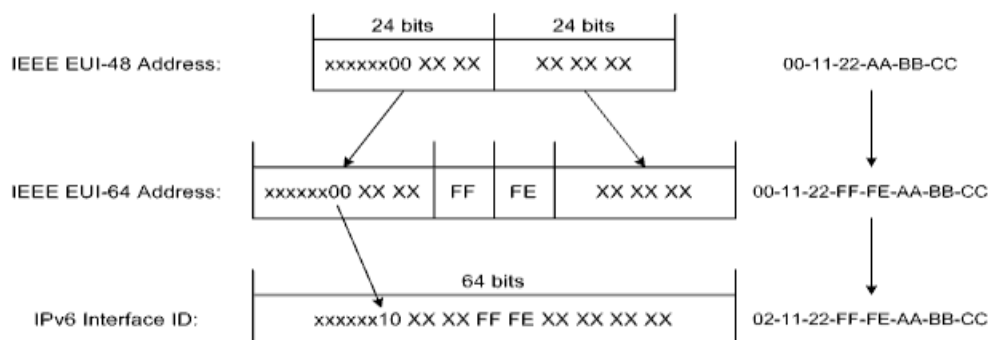 24 bits 24 bits
IEEE EUI-48 Address: xxxxxx00 XX XX XX XX XX 00-11-22-AA-BB-CC
IEEE EUI-64 Address: xxxxxx00 XX XX FF FE XX XX XX 00-11-22-FF-FE-AA-BB-CC
64 bits
IPv6 Interface ID: xxxxxx10 XX XX FF FE XX XX XX XX 02-11-22-FF-FE-AA-BB-CC